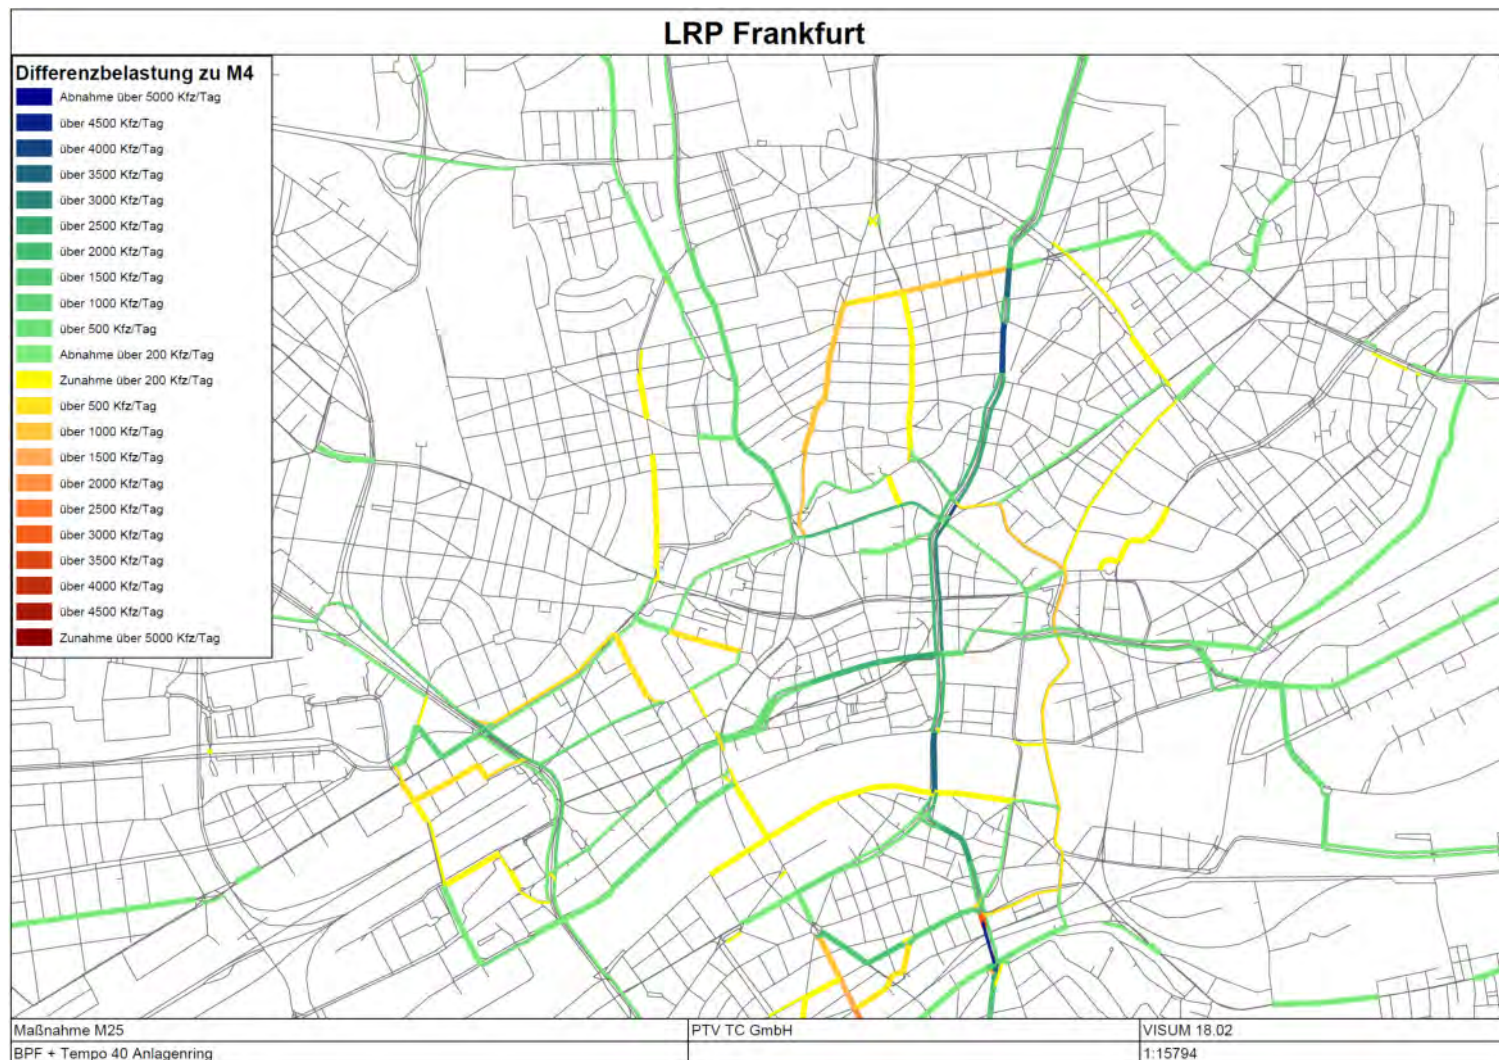 LRP Frankfurt
Differenzbelastung zu M4
Abnahme über 5000 Kfz/Tag
über 4500 Kfz/Tag
über 4000 Kfz/Tag
über 3500 Kfz/Tag
über 3000 Kfz/Tag
über 2500 Kfz/Tag
über 2000 Kfz/Tag
über 1500 Kfz/Tag
über 1000 Kfz/Tag
über 500 Kfz/Tag
Abnahme über 200 Kfz/Tag
Zunahme über 200 Kfz/Tag
über 500 Kfz/Tag
über 1000 Kfz/Tag
über 1500 Kfz/Tag
über 2000 Kfz/Tag
über 2500 Kfz/Tag
über 3000 Kfz/Tag
über 3500 Kfz/Tag
über 4000 Kfz/Tag
über 4500 Kfz/Tag
Zunahme über 5000 Kfz/Tag
Maßnahme M25
PTV TC GmbH
VISUM 18.02
BPF + Tempo 40 Anlagenring
1:15794